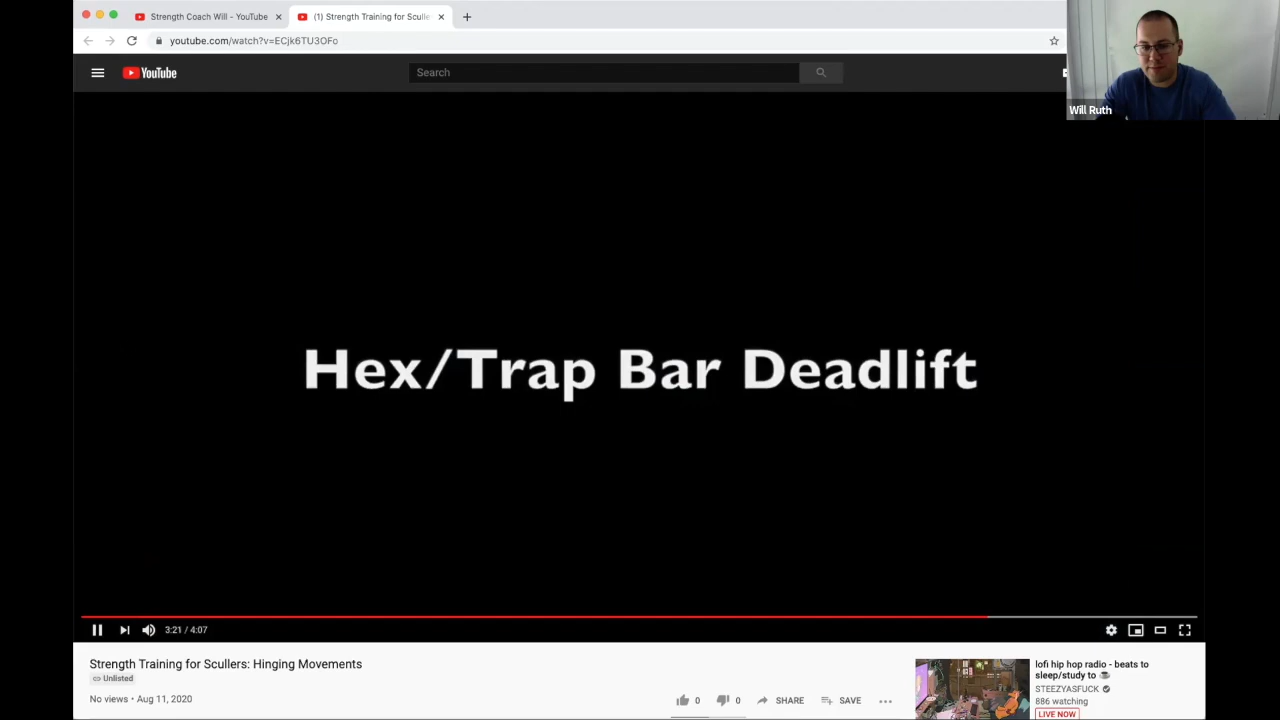 Strength Coach Will - YouTube
(1) Strength Training for Sculle
youtube.com/watch?v=ECjk6TU3OFo
YouTube
Search
Will Ruth
Hex/Trap Bar Deadlift
3:21 / 4:07
Strength Training for Scullers: Hinging Movements
Unlisted
No views • Aug 11, 2020
0
0
SHARE
SAVE
lofi hip hop radio - beats to
sleep/study to
STEEZYASFUCK
886 watching
LIVE NOW